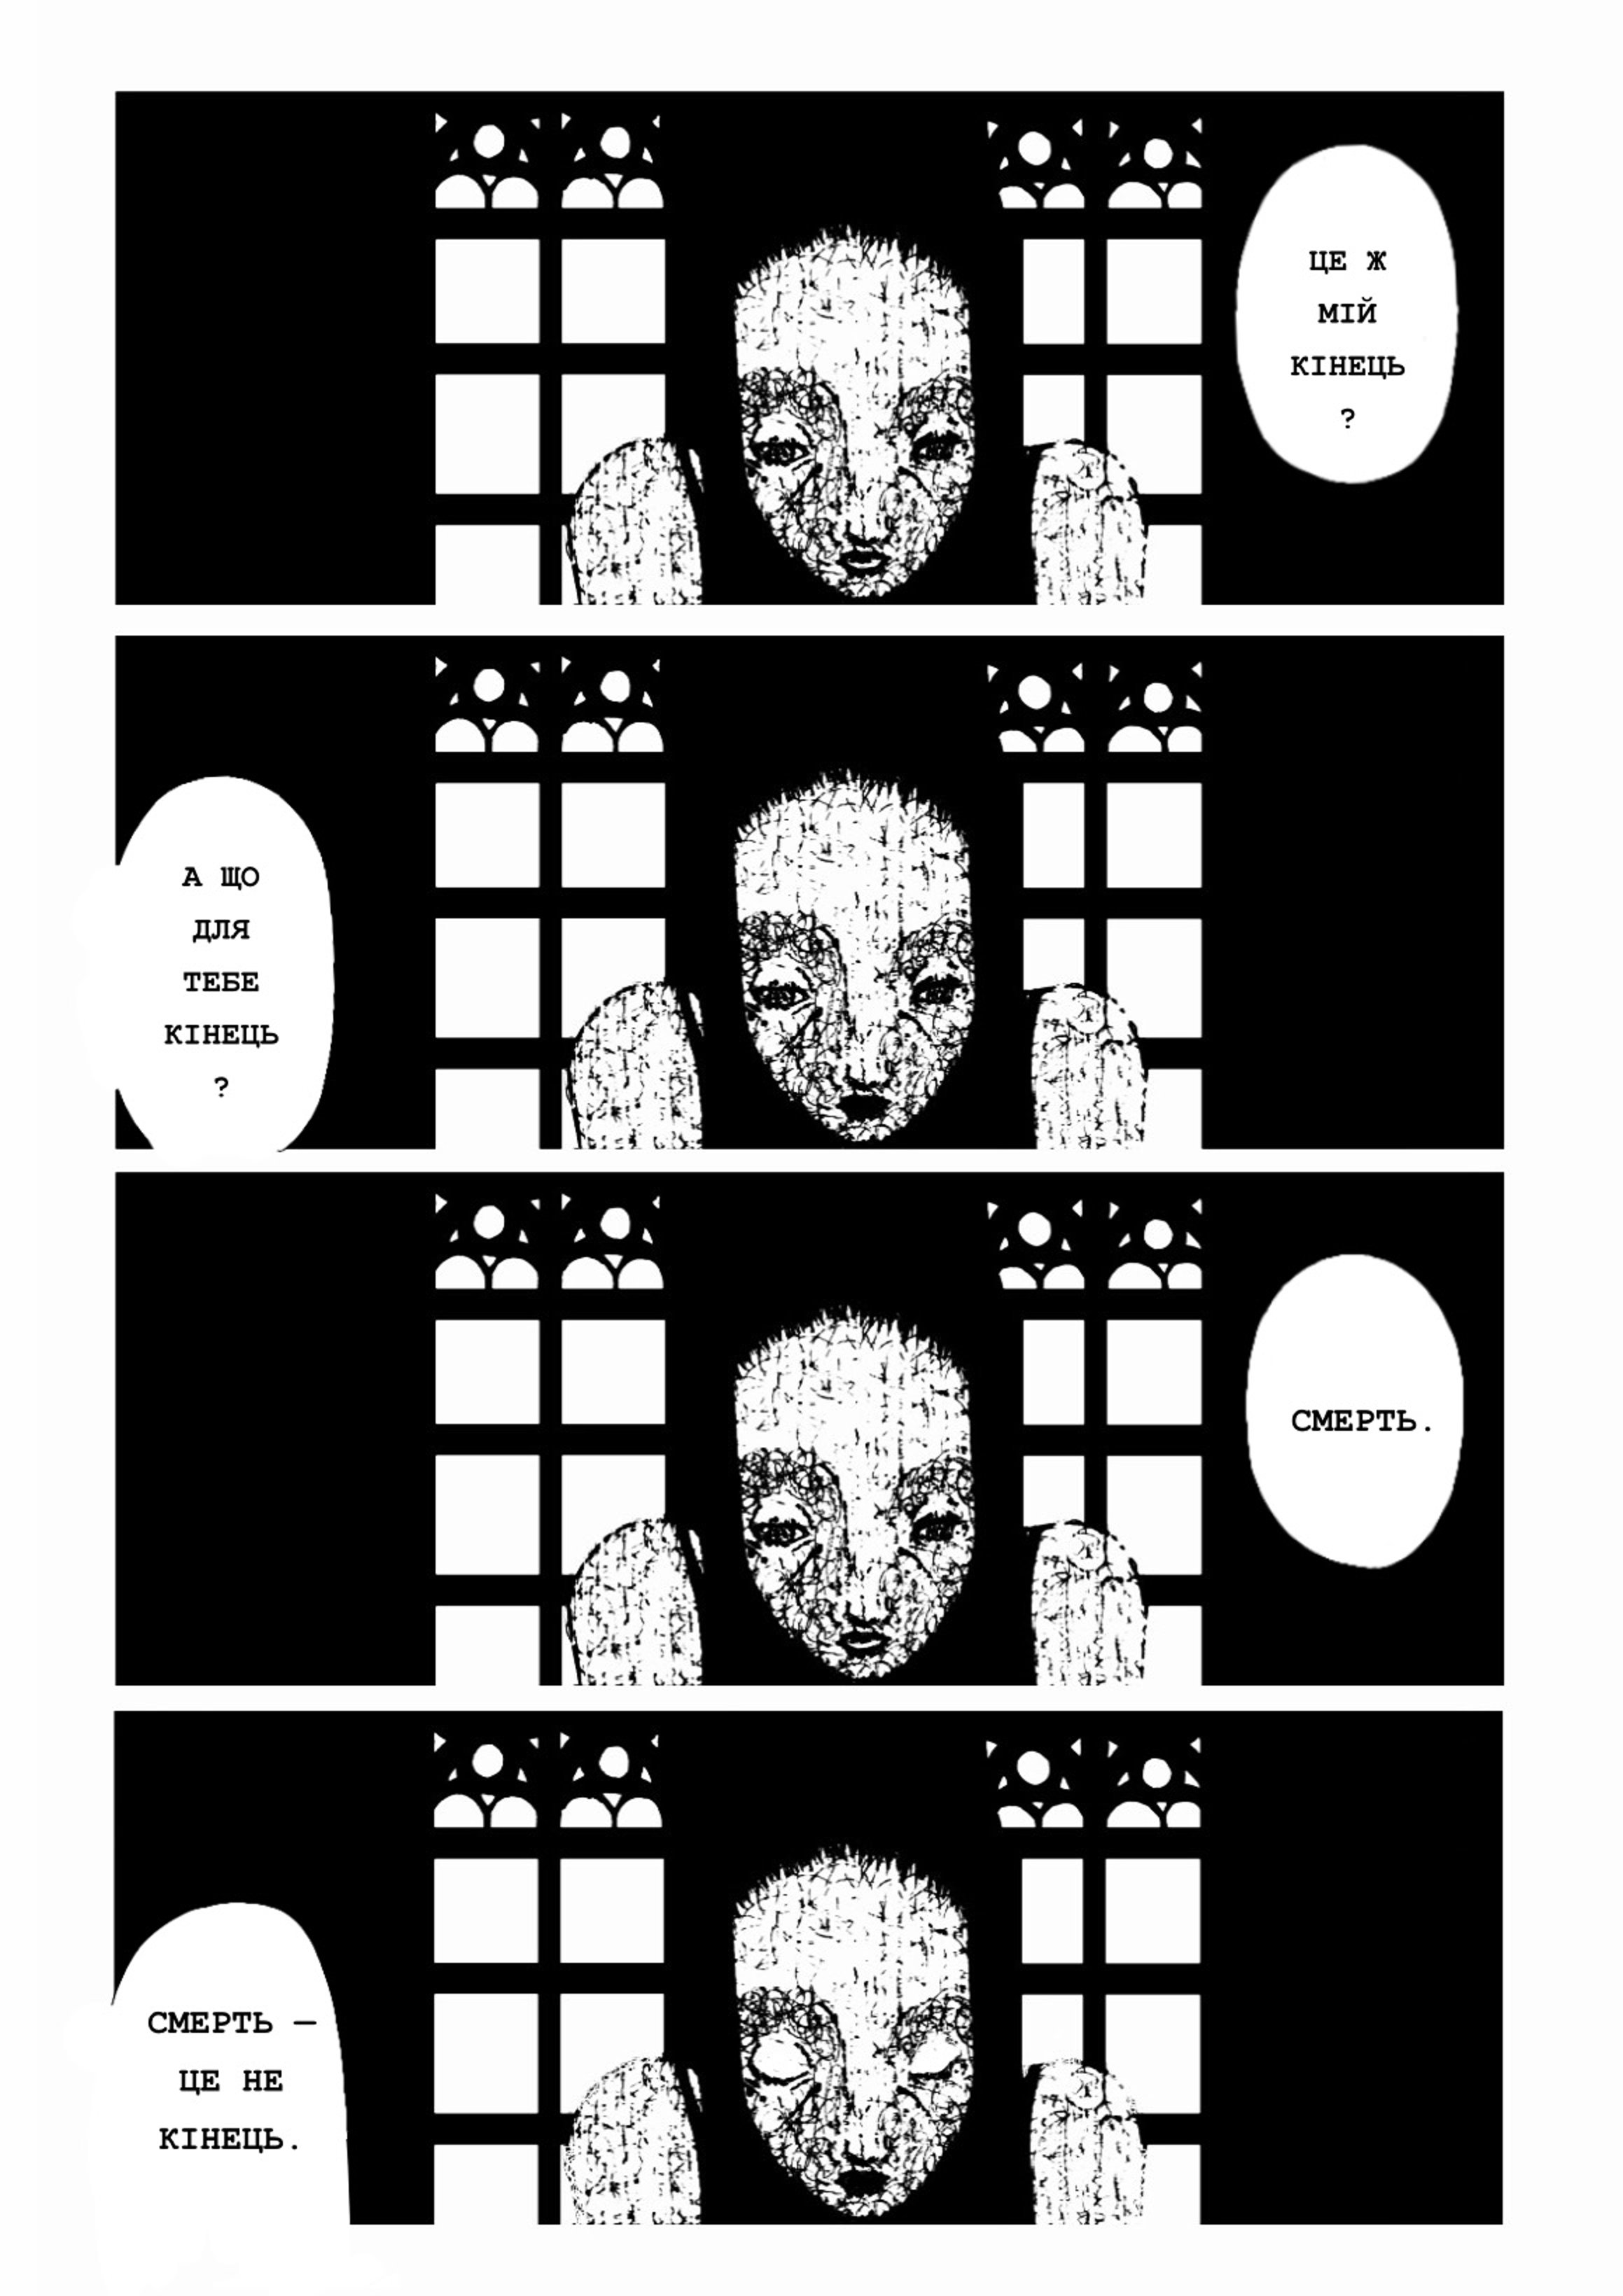 ЦЕ Ж
МІЙ
КІНЕЦЬ
?
А ЩО
ДЛЯ
ТЕБЕ
КІНЕЦЬ
?
СМЕРТЬ.
СМЕРТЬ —
ЦЕ НЕ
КІНЕЦЬ.